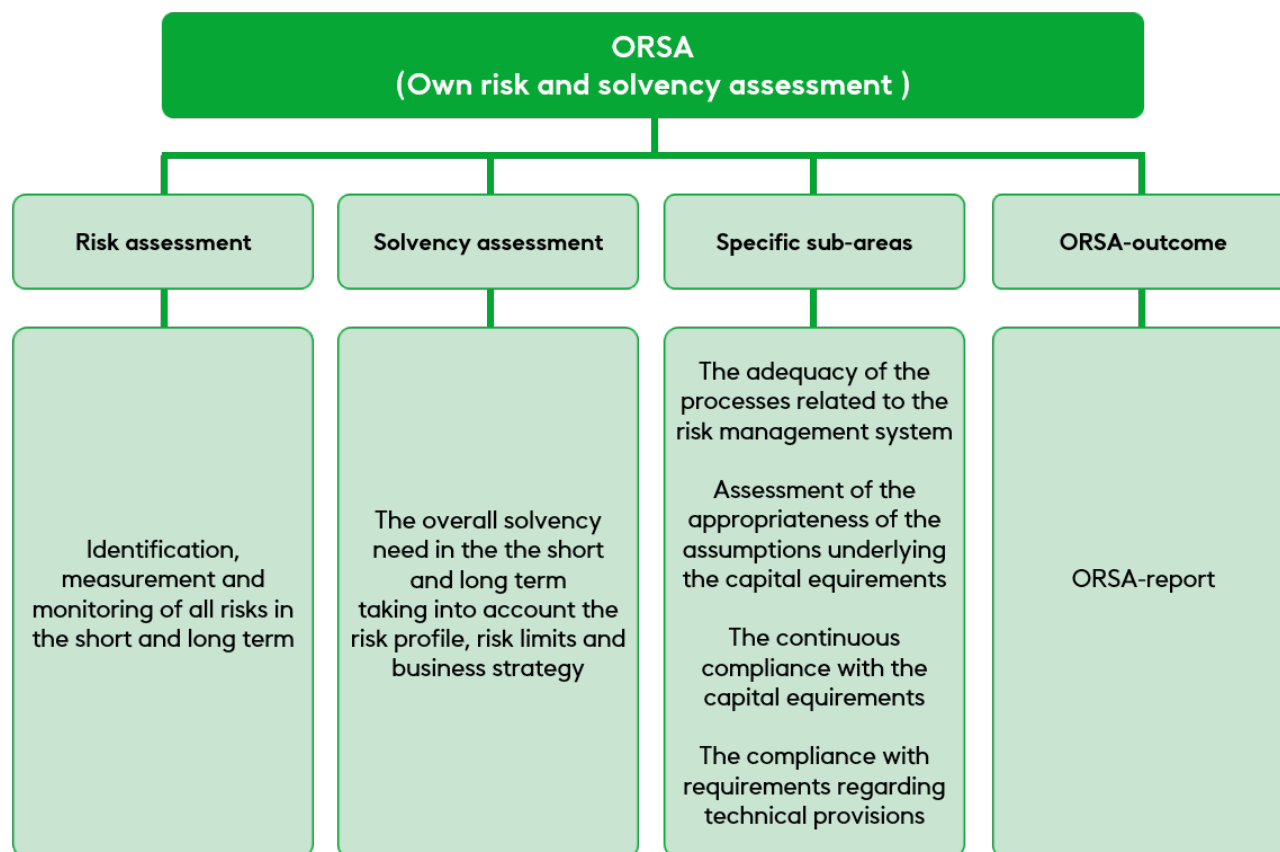 ORSA
(Own risk and solvency assessment )
Risk assessment
Solvency assessment
Specific sub-areas
ORSA-outcome
Identification,
measurement and
monitoring of all risks in
the short and long term
The overall solvency
need in the the short
and long term
taking into account the
risk profile, risk limits and
business strategy
The adequacy of the
processes related to the
risk management system
Assessment of the
appropriateness of the
assumptions underlying
the capital equirements
The continuous
compliance with the
capital equirements
The compliance with
requirements regarding
technical provisions
ORSA-report